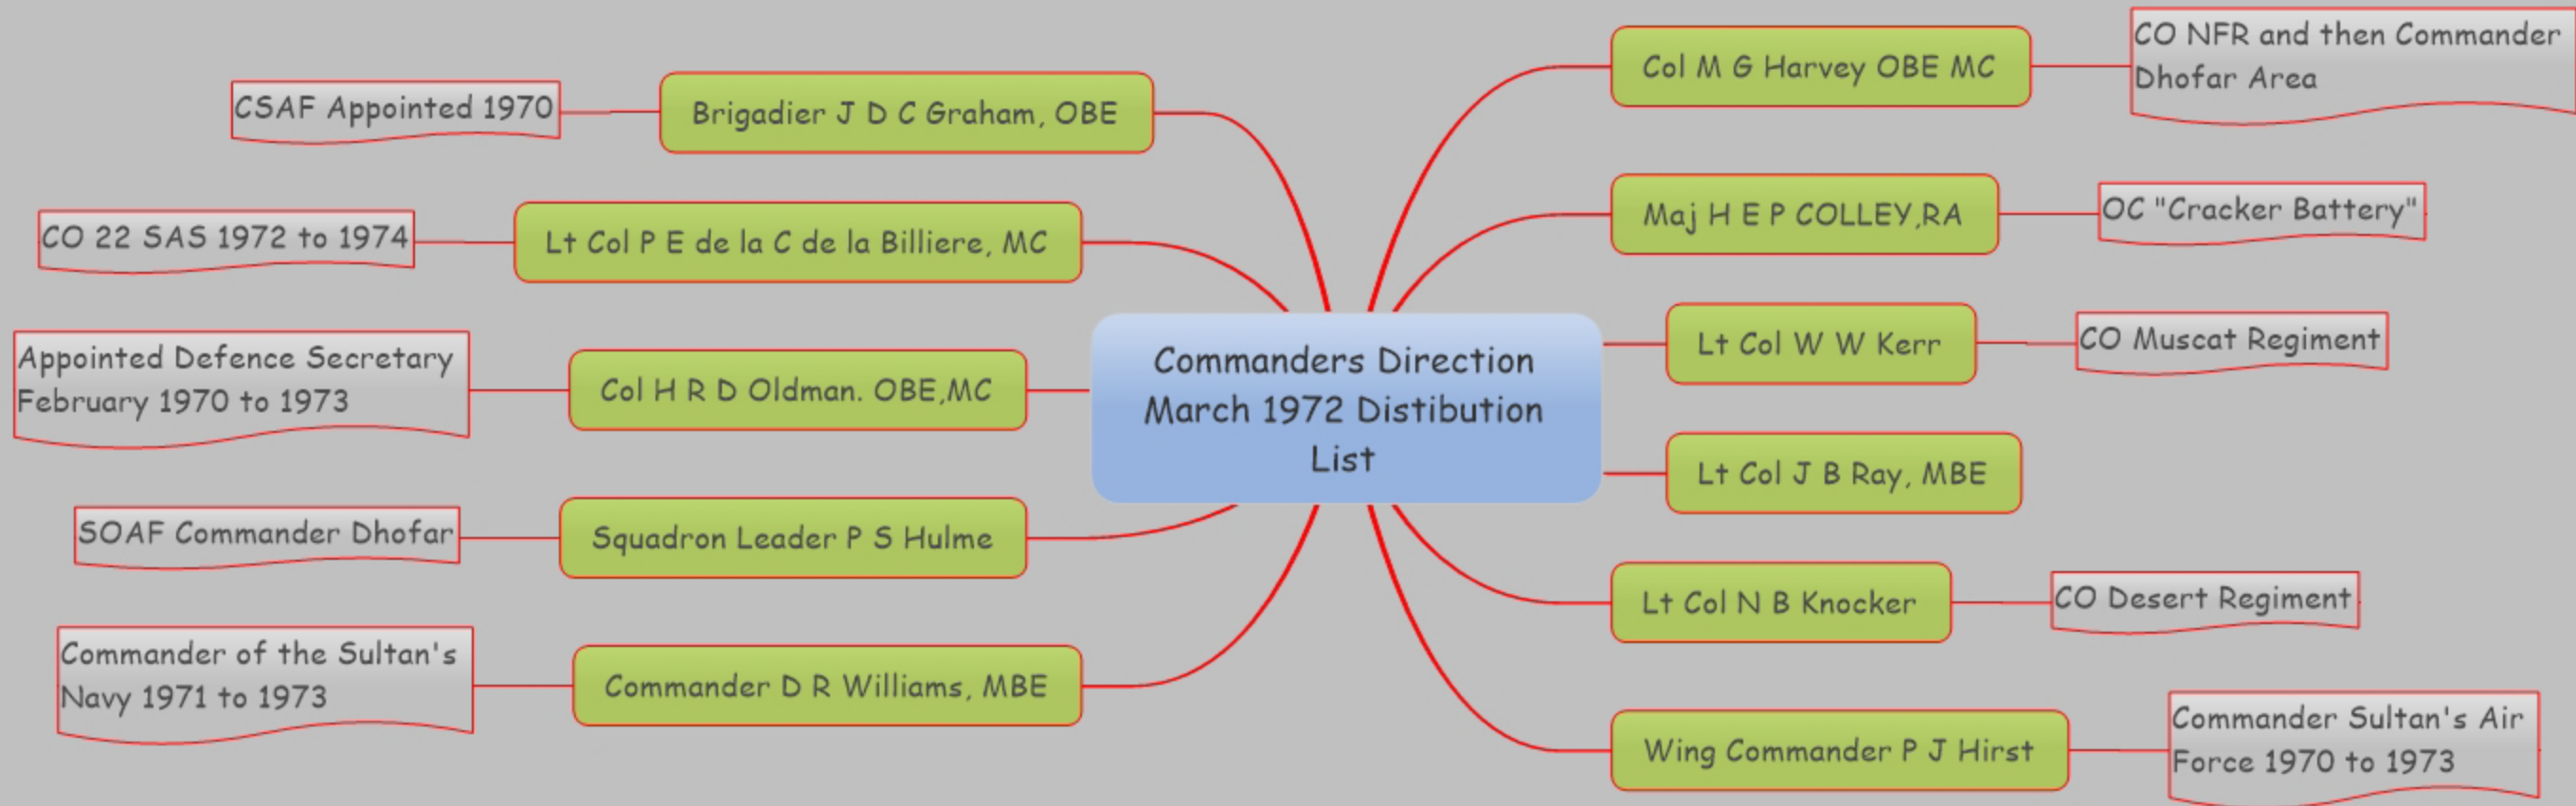 Commanders Direction
March 1972 Distibution
List
Brigadier J D C Graham, OBE
CSAF Appointed 1970
Lt Col P E de la C de la Billiere, MC
CO 22 SAS 1972 to 1974
Col H R D Oldman. OBE,MC
Appointed Defence Secretary
February 1970 to 1973
Squadron Leader P S Hulme
SOAF Commander Dhofar
Commander D R Williams, MBE
Commander of the Sultan's
Navy 1971 to 1973
Col M G Harvey OBE MC
CO NFR and then Commander
Dhofar Area
Maj H E P COLLEY,RA
OC "Cracker Battery"
Lt Col W W Kerr
CO Muscat Regiment
Lt Col J B Ray, MBE
Lt Col N B Knocker
CO Desert Regiment
Wing Commander P J Hirst
Commander Sultan's Air
Force 1970 to 1973